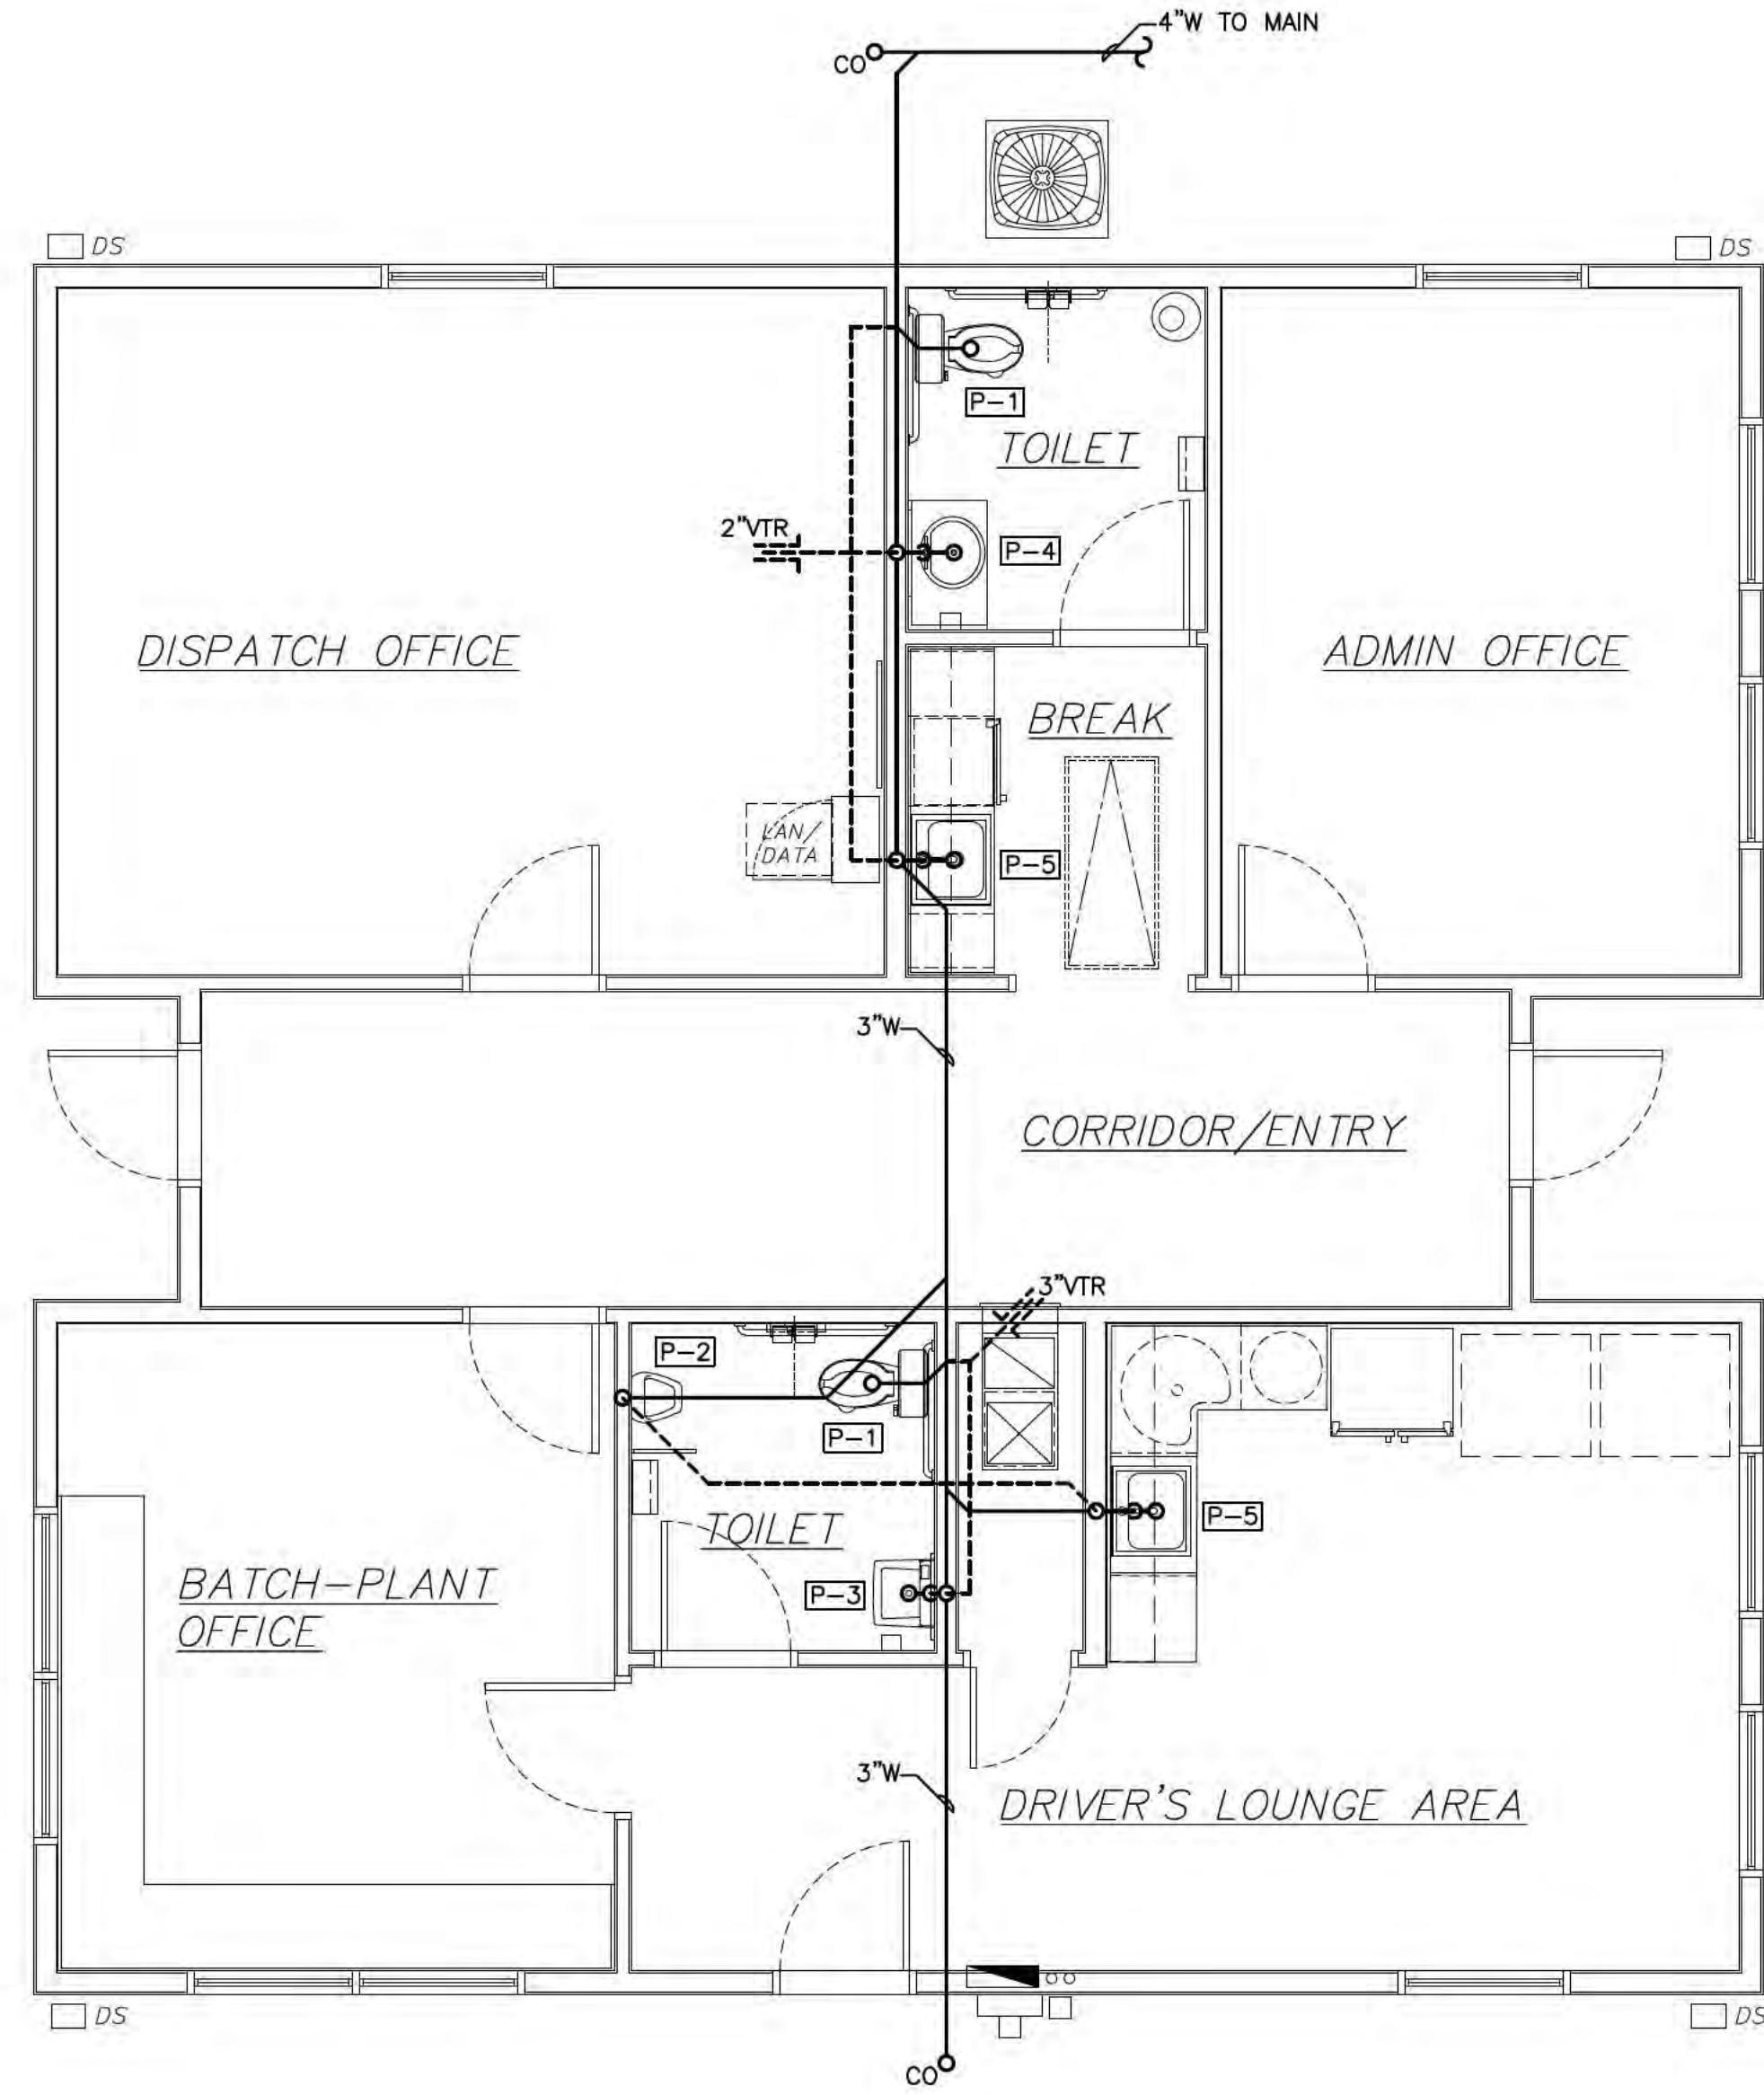 4"W TO MAIN
CO
DS
DS
P-1
TOILET
2"VTR
P-4
DISPATCH OFFICE
ADMIN OFFICE
BREAK
LAN/
DATA
P-5
3"W
CORRIDOR/ENTRY
3"VTR
P-2
P-1
P-5
TOILET
P-3
BATCH-PLANT
OFFICE
3"W
DRIVER'S LOUNGE AREA
DS
DS
CO